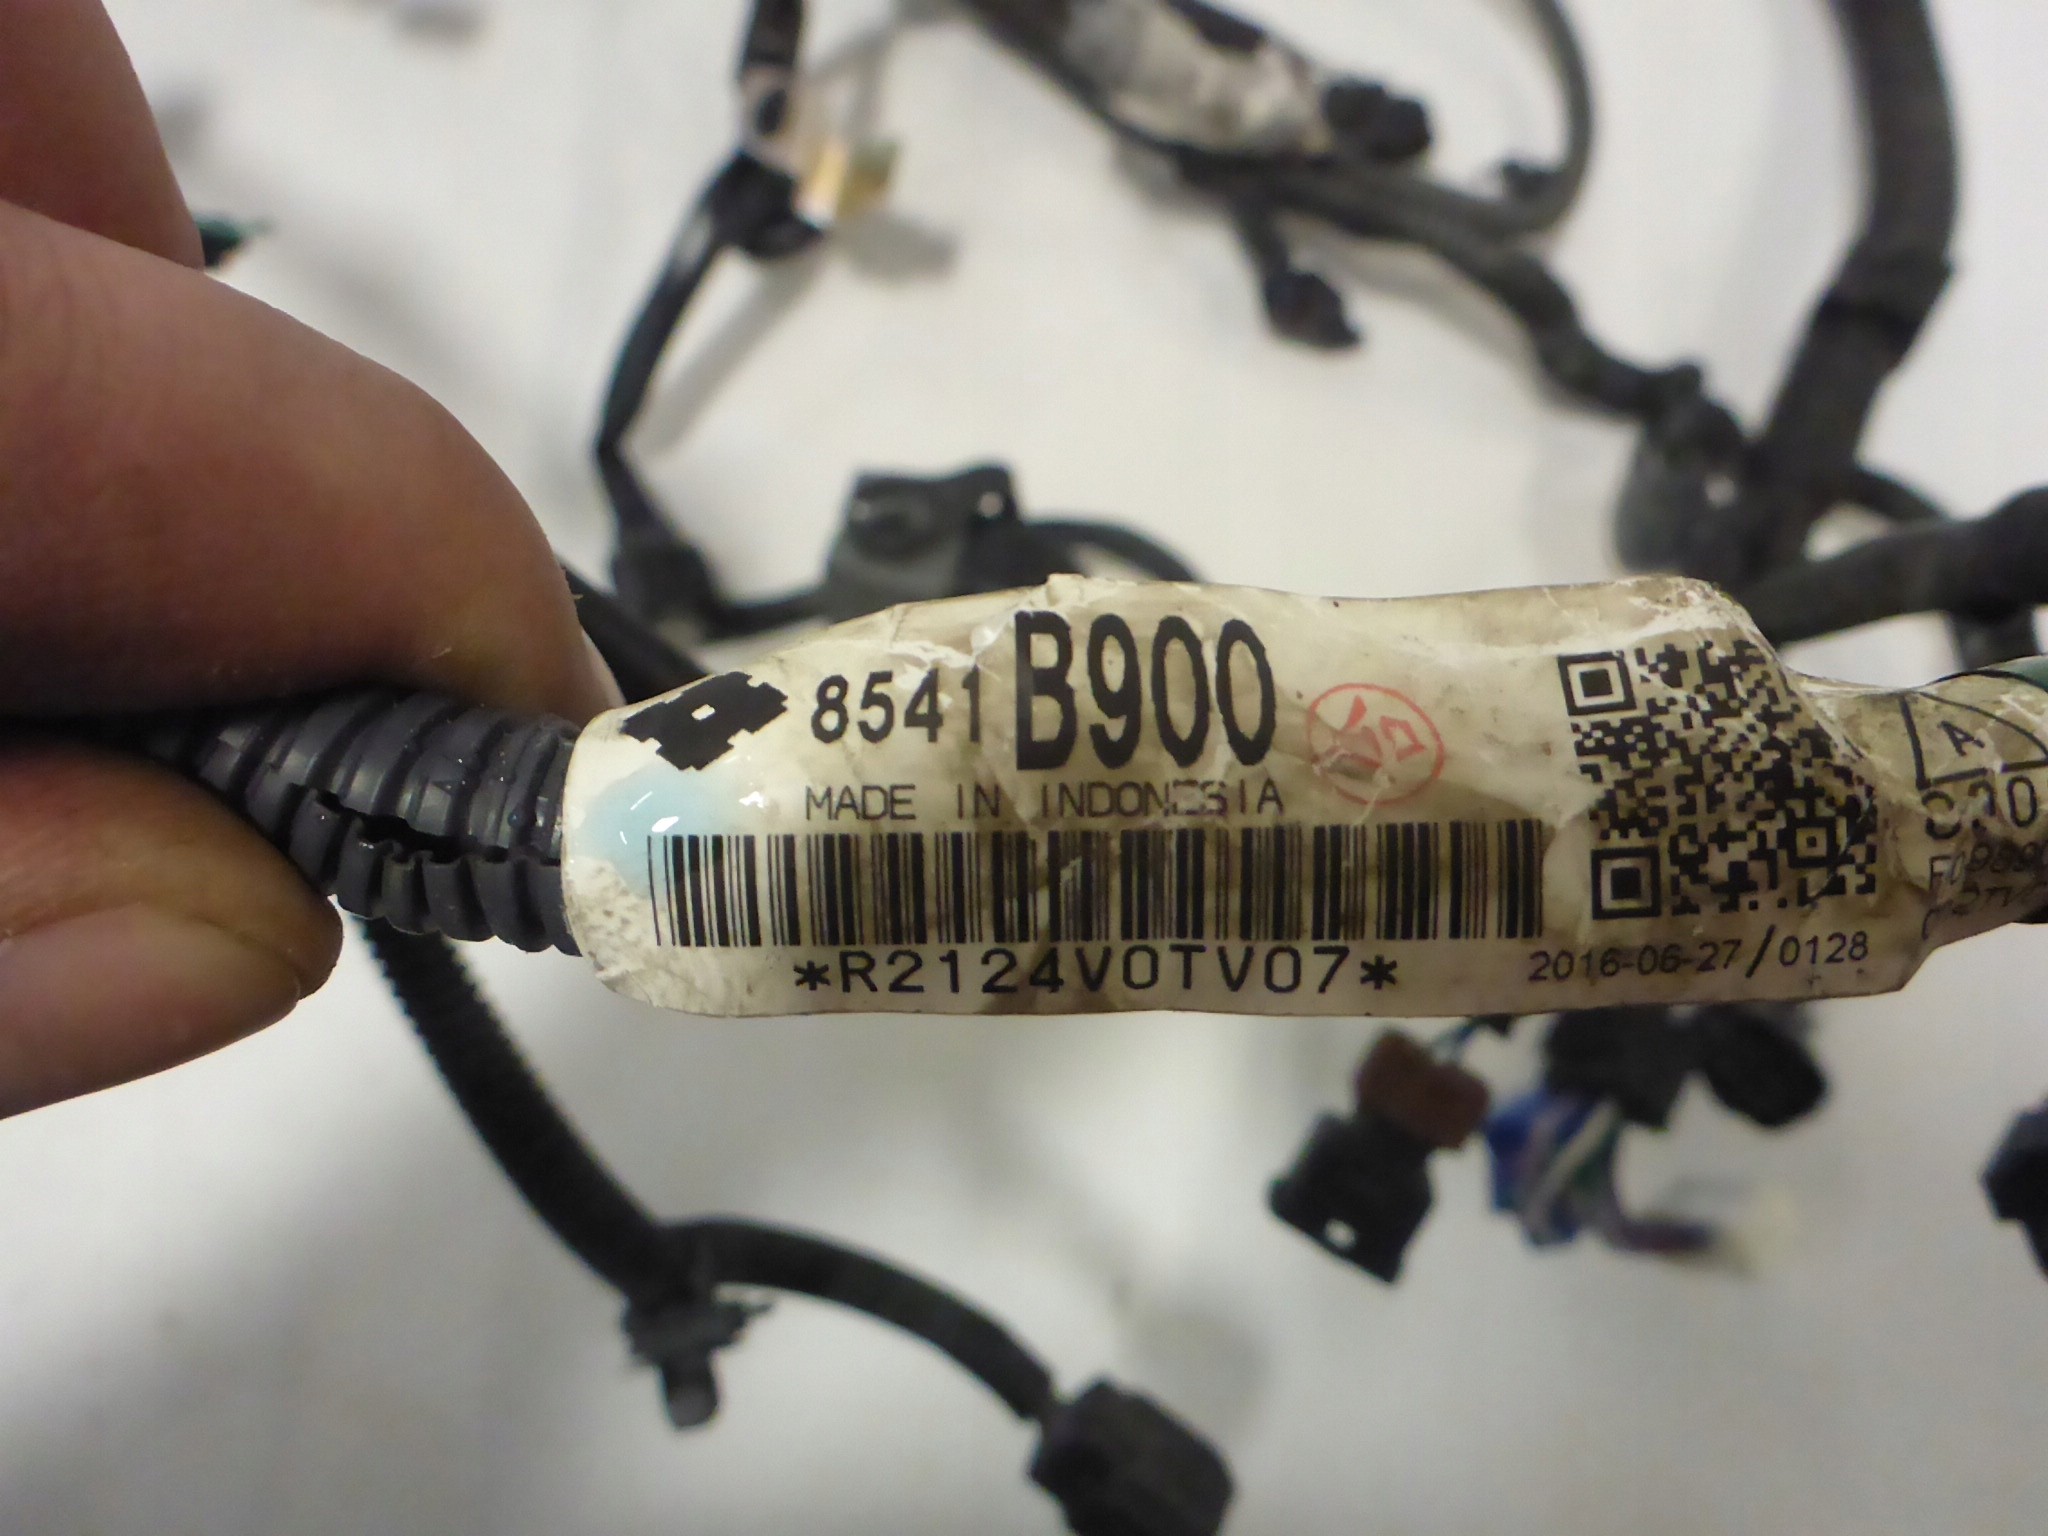 8541 B900
MADE IN INDONESIA
*R2124V0TV07*
2016-06-27/0128
A